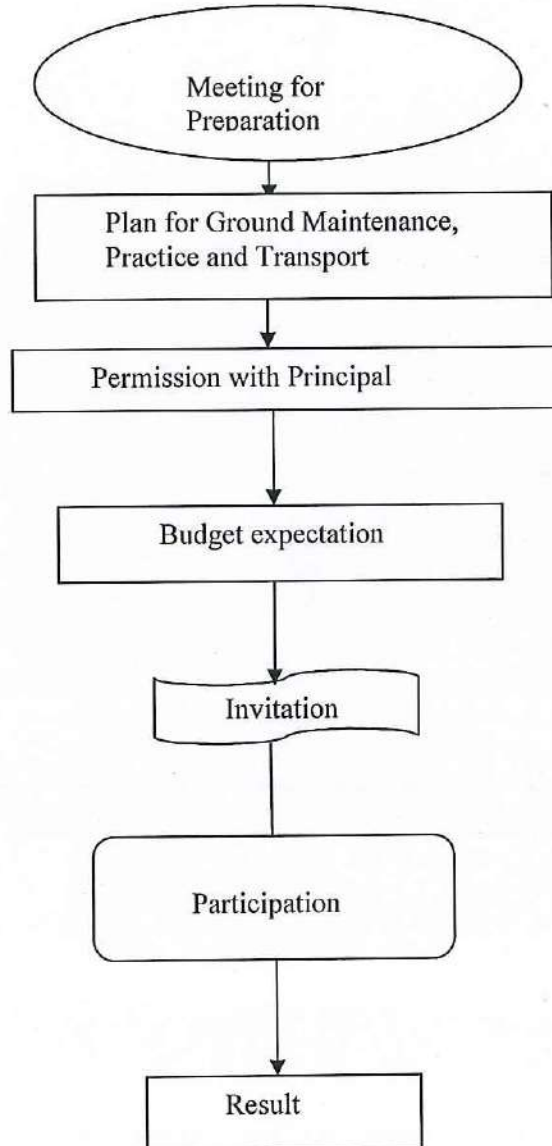 Meeting for
Preparation
Plan for Ground Maintenance,
Practice and Transport
Permission with Principal
Budget expectation
Invitation
Participation
Result